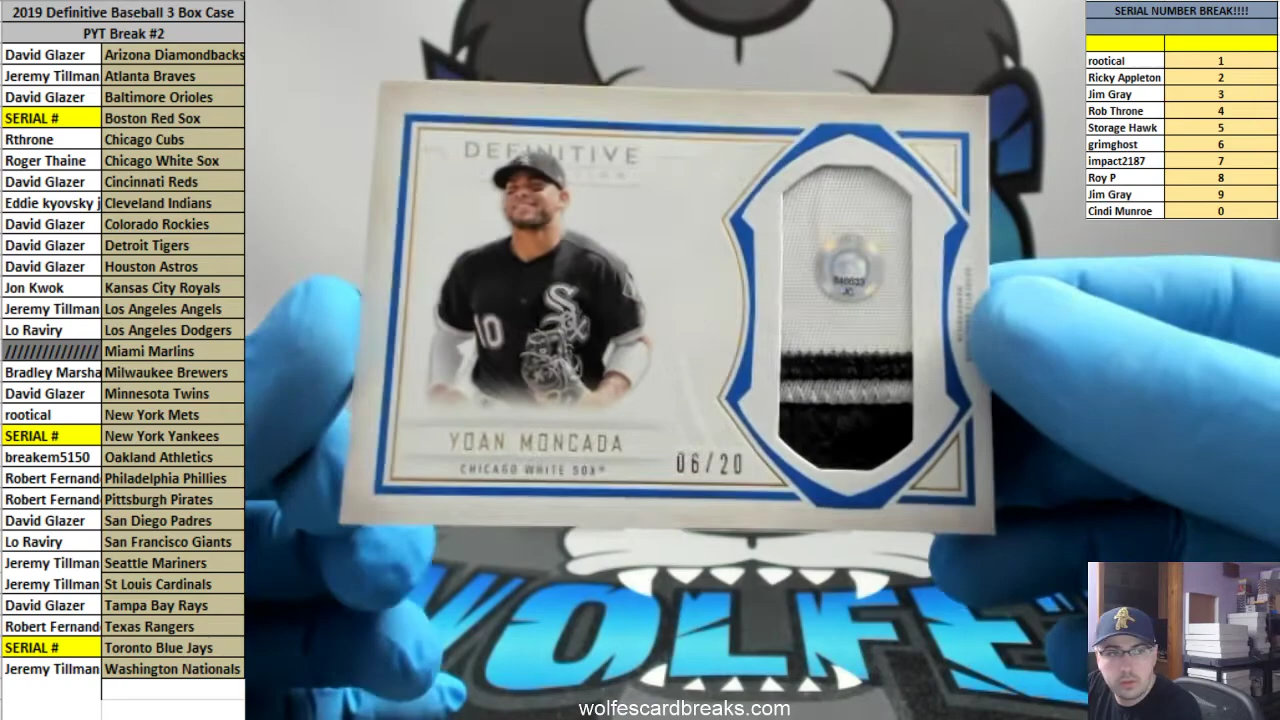 2019 Definitive Baseball 3 Box Case
PYT Break #2
David Glazer Arizona Diamondbacks
Jeremy Tillman Atlanta Braves
David Glazer Baltimore Orioles
SERIAL # Boston Red Sox
Rthrone Chicago Cubs
Roger Thaine Chicago White Sox
David Glazer Cincinnati Reds
Eddie kyovsky j Cleveland Indians
David Glazer Colorado Rockies
David Glazer Detroit Tigers
David Glazer Houston Astros
Jon Kwok Kansas City Royals
Jeremy Tillman Los Angeles Angels
Lo Raviry Los Angeles Dodgers
/////////////// Miami Marlins
Bradley Marsha Milwaukee Brewers
David Glazer Minnesota Twins
rootical New York Mets
SERIAL # New York Yankees
breakem5150 Oakland Athletics
Robert Fernand Philadelphia Phillies
Robert Fernand Pittsburgh Pirates
David Glazer San Diego Padres
Lo Raviry San Francisco Giants
Jeremy Tillman Seattle Mariners
Jeremy Tillman St Louis Cardinals
David Glazer Tampa Bay Rays
Robert Fernand Texas Rangers
SERIAL # Toronto Blue Jays
Jeremy Tillman Washington Nationals
DEFINITIVE
Sox
10
YOAN MONCADA
CHICAGO WHITE SOX®
06/20
JC
WOLFE
wolfescardbreaks.com
SERIAL NUMBER BREAK!!!!
rootical 1
Ricky Appleton 2
Jim Gray 3
Rob Throne 4
Storage Hawk 5
grimghost 6
impact2187 7
Roy P 8
Jim Gray 9
Cindi Munroe 0